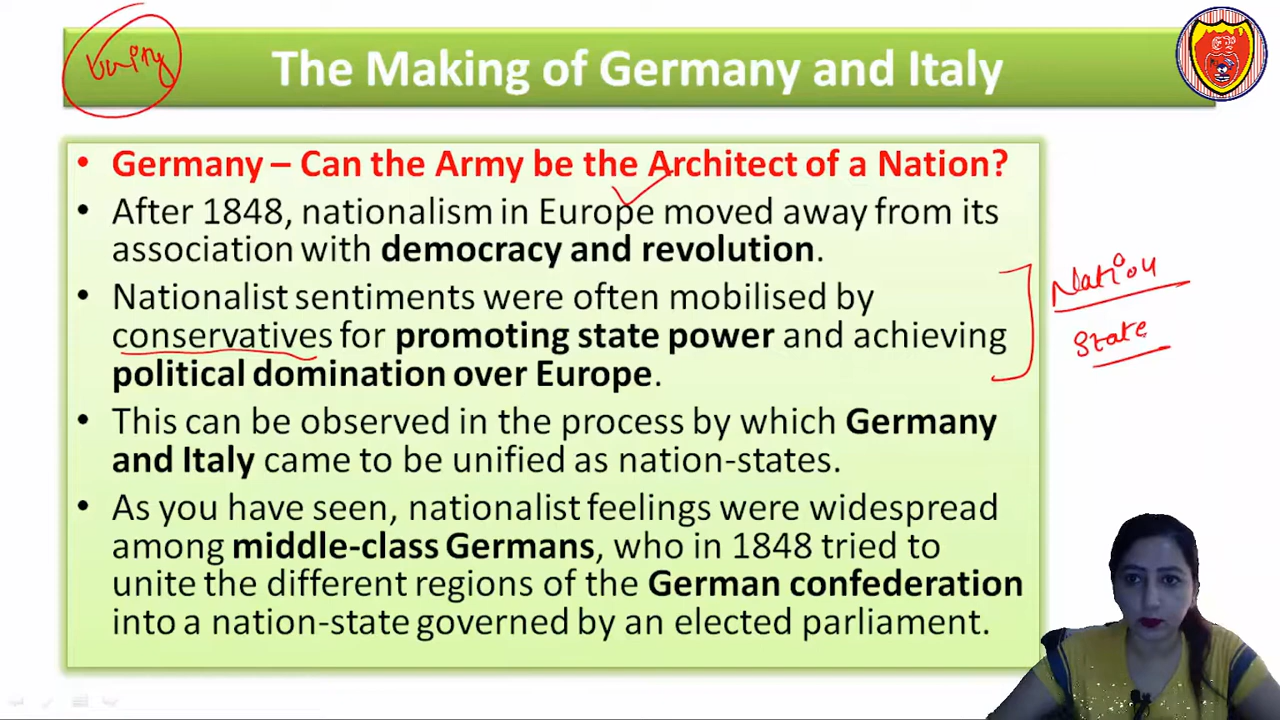 The Making of Germany and Italy
• Germany – Can the Army be the Architect of a Nation?
• After 1848, nationalism in Europe moved away from its
association with democracy and revolution.
• Nationalist sentiments were often mobilised by
conservatives for promoting state power and achieving
political domination over Europe.
• This can be observed in the process by which Germany
and Italy came to be unified as nation-states.
• As you have seen, nationalist feelings were widespread
among middle-class Germans, who in 1848 tried to
unite the different regions of the German confederation
into a nation-state governed by an elected parliament.
Nation
State